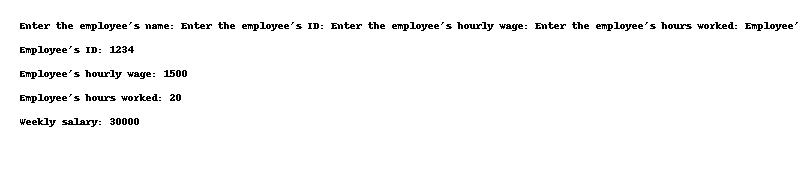 Enter the employee's name: Enter the employee's ID: Enter the employee's hourly wage: Enter the employee's hours worked: Employee'
Employee's ID: 1234
Employee's hourly wage: 1500
Employee's hours worked: 20
Weekly salary: 30000